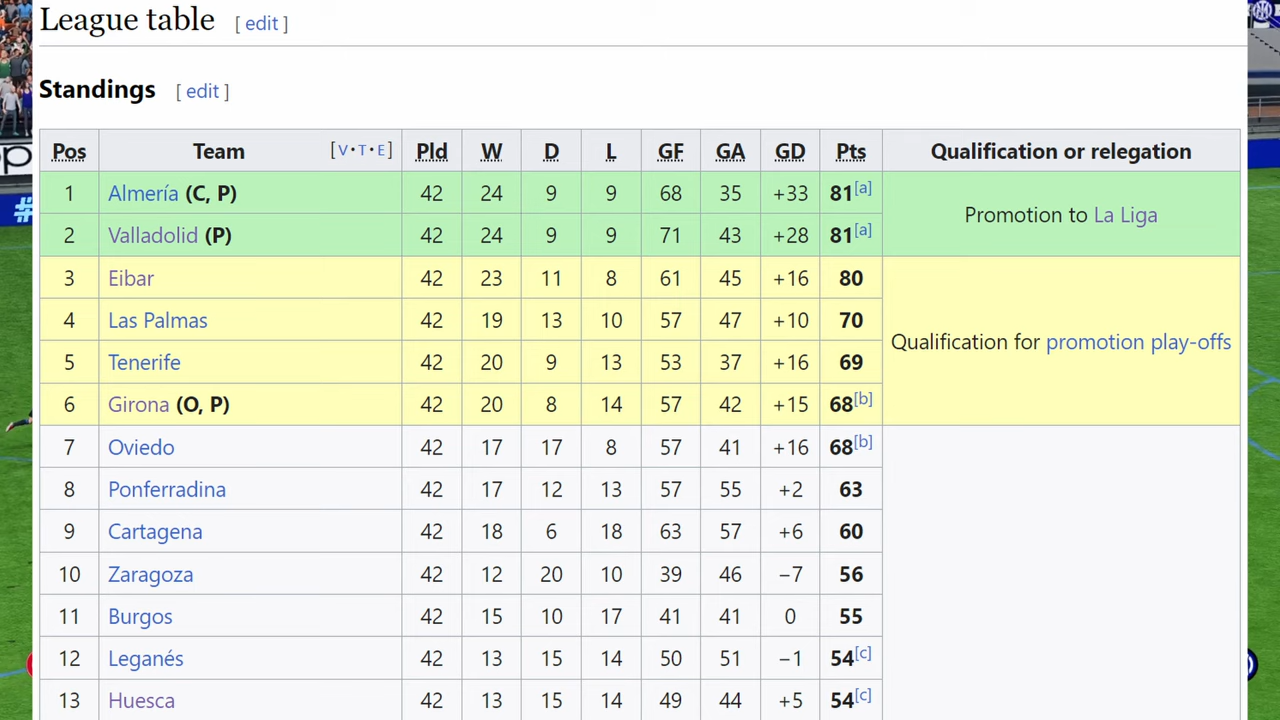 League table [ edit ]
Standings [ edit ]
Pos Team [ V • T • E ] Pld W D L GF GA GD Pts Qualification or relegation
1 Almería (C, P) 42 24 9 9 68 35 +33 81[a] Promotion to La Liga
2 Valladolid (P) 42 24 9 9 71 43 +28 81[a]
3 Eibar 42 23 11 8 61 45 +16 80 Qualification for promotion play-offs
4 Las Palmas 42 19 13 10 57 47 +10 70
5 Tenerife 42 20 9 13 53 37 +16 69
6 Girona (O, P) 42 20 8 14 57 42 +15 68[b]
7 Oviedo 42 17 17 8 57 41 +16 68[b]
8 Ponferradina 42 17 12 13 57 55 +2 63
9 Cartagena 42 18 6 18 63 57 +6 60
10 Zaragoza 42 12 20 10 39 46 −7 56
11 Burgos 42 15 10 17 41 41 0 55
12 Leganés 42 13 15 14 50 51 −1 54[c]
13 Huesca 42 13 15 14 49 44 +5 54[c]